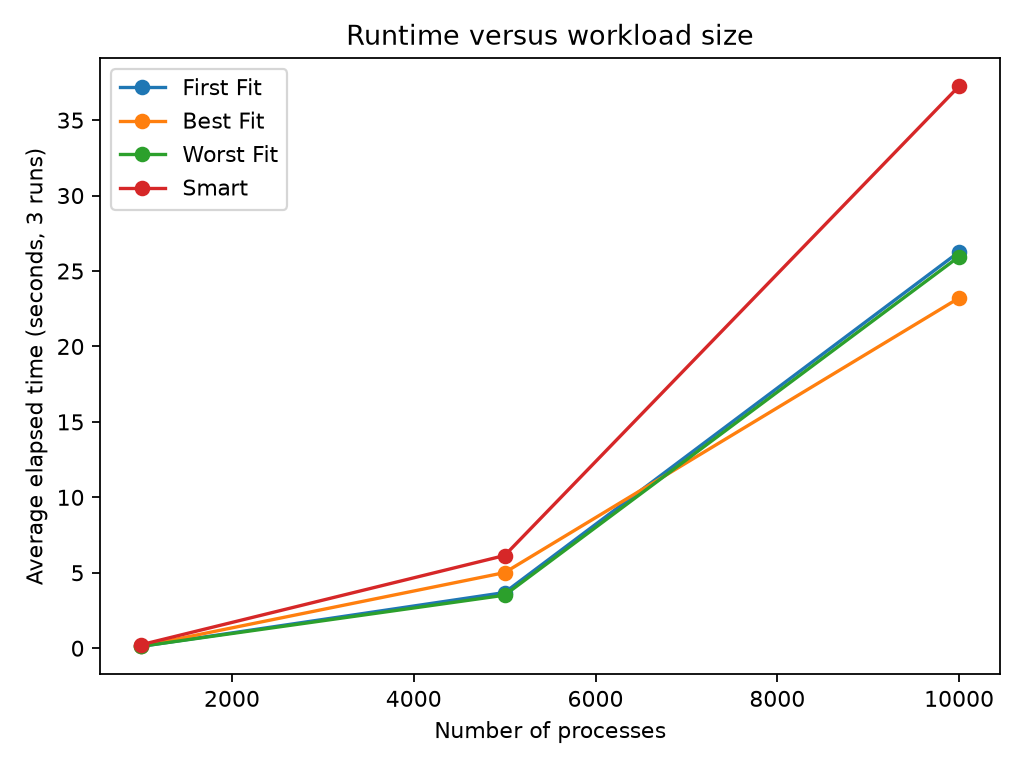 Runtime versus workload size
First Fit
Best Fit
Worst Fit
Smart
Average elapsed time (seconds, 3 runs)
35
30
25
20
15
10
5
0
2000 4000 6000 8000 10000
Number of processes